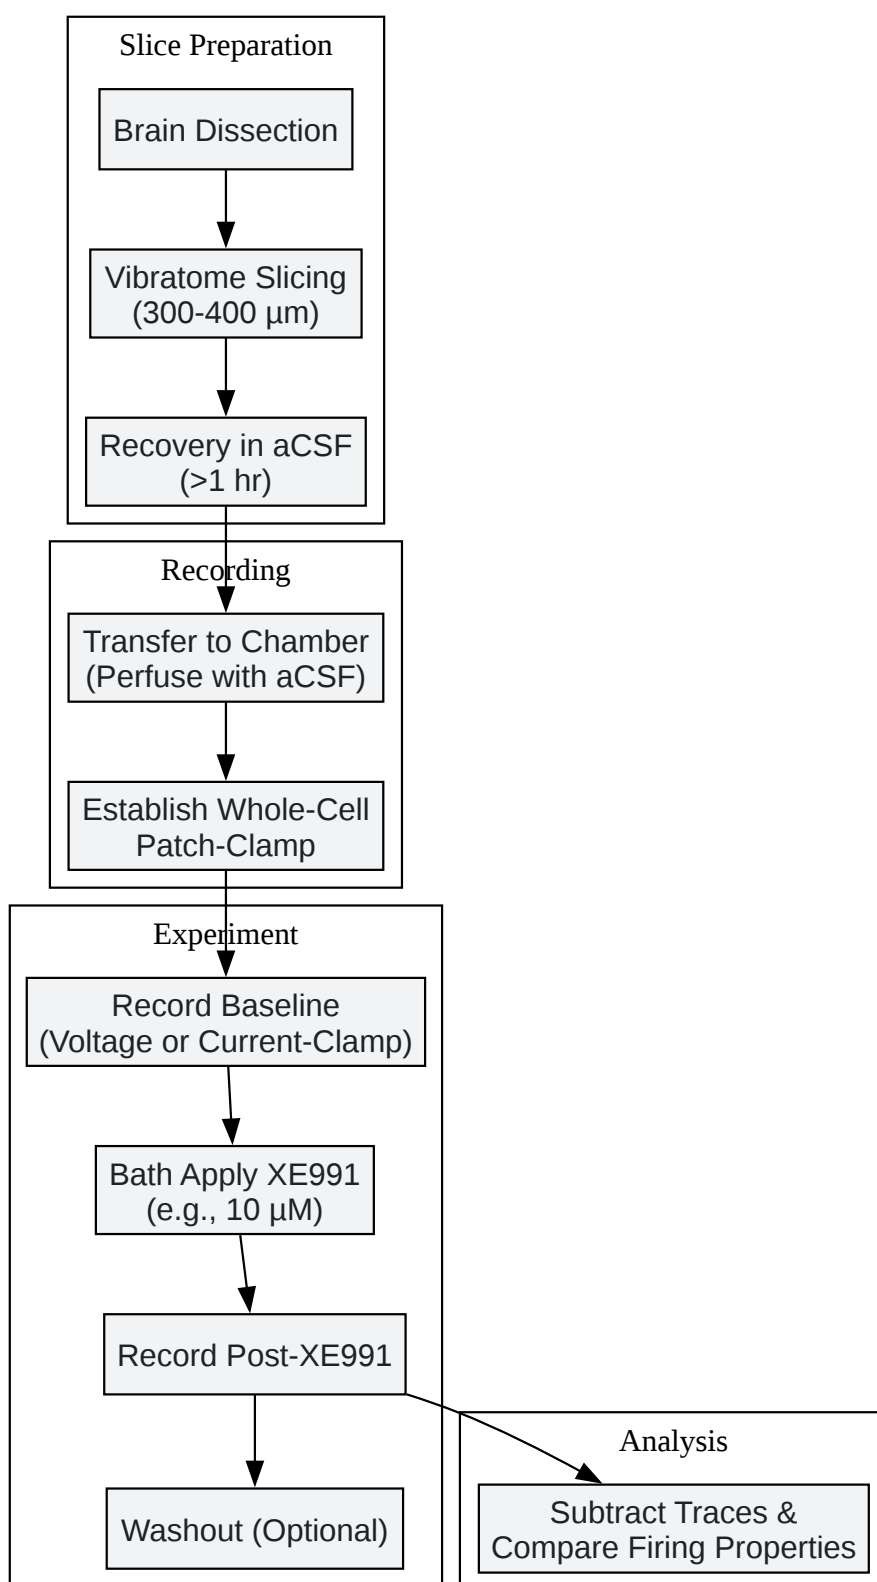 Slice Preparation
Brain Dissection
Vibratome Slicing
(300-400 µm)
Recovery in aCSF
(>1 hr)
Recording
Transfer to Chamber
(Perfuse with aCSF)
Establish Whole-Cell
Patch-Clamp
Experiment
Record Baseline
(Voltage or Current-Clamp)
Bath Apply XE991
(e.g., 10 µM)
Record Post-XE991
Washout (Optional)
Analysis
Subtract Traces &
Compare Firing Properties